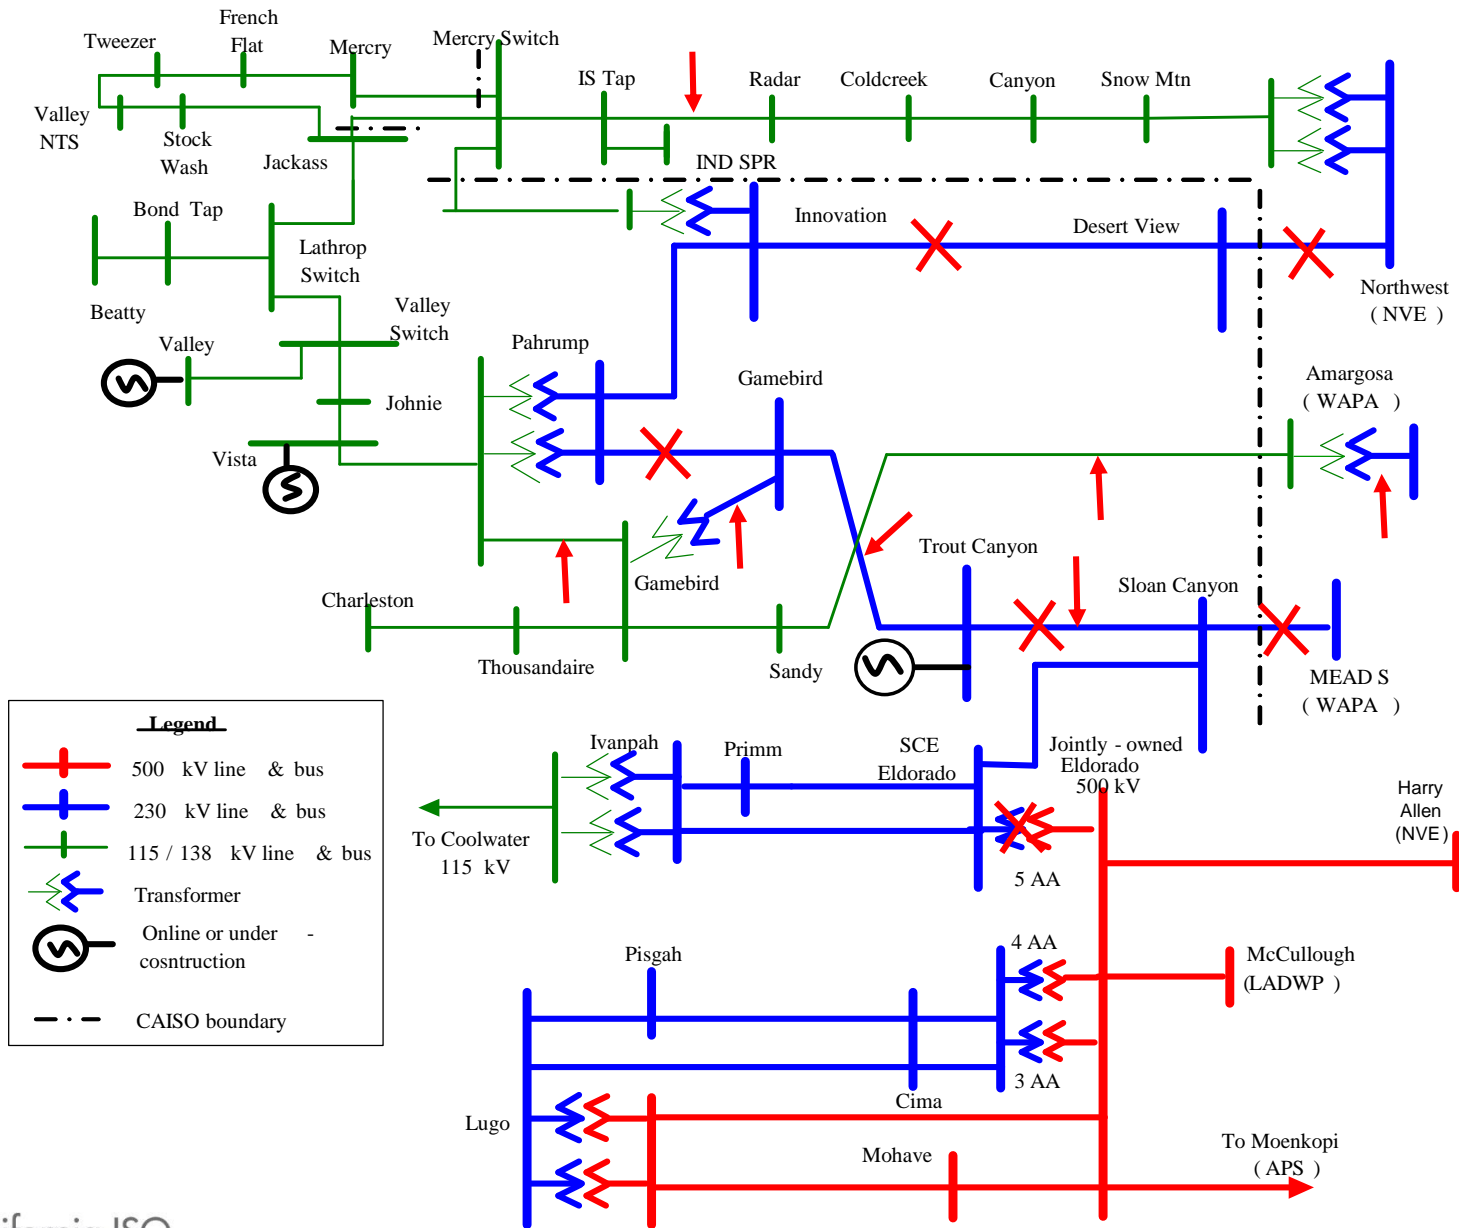 French
Flat
Tweezer
Mercry
Mercry Switch
IS Tap
Radar
Coldcreek
Canyon
Snow Mtn
Valley
NTS
Stock
Wash
Jackass
IND SPR
Bond Tap
Innovation
Desert View
Lathrop
Switch
Beatty
Northwest
( NVE )
Valley
Switch
Valley
Pahrump
Gamebird
Amargosa
( WAPA )
Johnie
Vista
Trout Canyon
Sloan Canyon
Gamebird
Charleston
Thousandaire
Sandy
MEAD S
( WAPA )
Legend
500 kV line & bus
230 kV line & bus
115 / 138 kV line & bus
Transformer
Online or under -
cosntruction
CAISO boundary
Ivanpah
Primm
SCE
Eldorado
Jointly - owned
Eldorado
500 kV
Harry
Allen
(NVE)
To Coolwater
115 kV
5 AA
4 AA
Pisgah
McCullough
(LADWP )
3 AA
Cima
Lugo
Mohave
To Moenkopi
( APS )